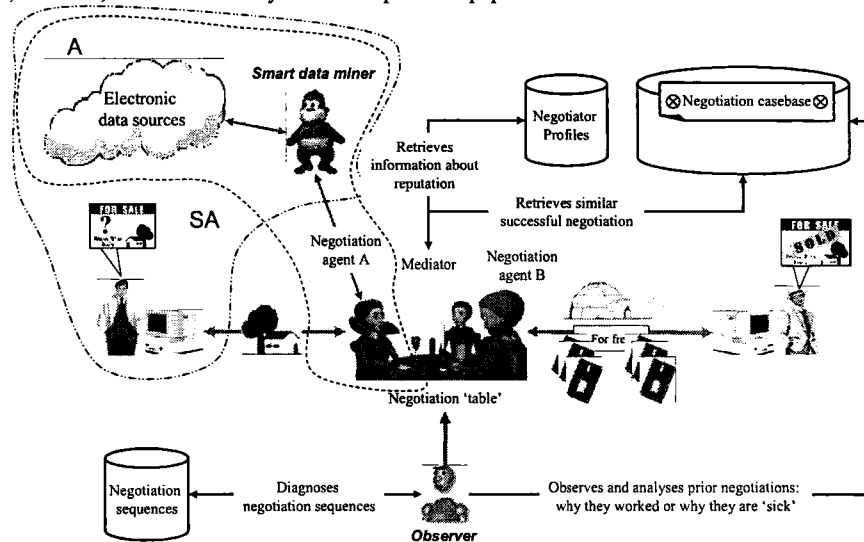 A
Smart data miner
Electronic
data sources
Negotiator
Profiles
Negotiation casebase
Retrieves
information about
reputation
Retrieves similar
successful negotiation
SA
FOR SALE
?
Negotiation
agent A
Mediator
Negotiation
agent B
FOR SALE
SOLD
For fre
Negotiation 'table'
Negotiation
sequences
Diagnoses
negotiation sequences
Observer
Observes and analyses prior negotiations:
why they worked or why they are 'sick'